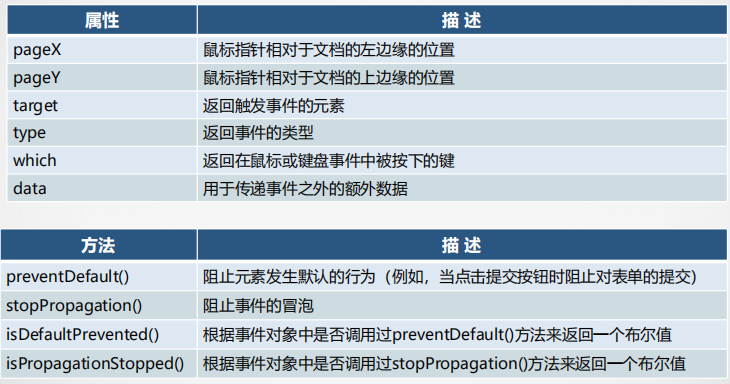 属性 描 述
pageX 鼠标指针相对于文档的左边缘的位置
pageY 鼠标指针相对于文档的上边缘的位置
target 返回触发事件的元素
type 返回事件的类型
which 返回在鼠标或键盘事件中被按下的键
data 用于传递事件之外的额外数据
方法 描 述
preventDefault() 阻止元素发生默认的行为（例如，当点击提交按钮时阻止对表单的提交）
stopPropagation() 阻止事件的冒泡
isDefaultPrevented() 根据事件对象中是否调用过preventDefault()方法来返回一个布尔值
isPropagationStopped() 根据事件对象中是否调用过stopPropagation()方法来返回一个布尔值